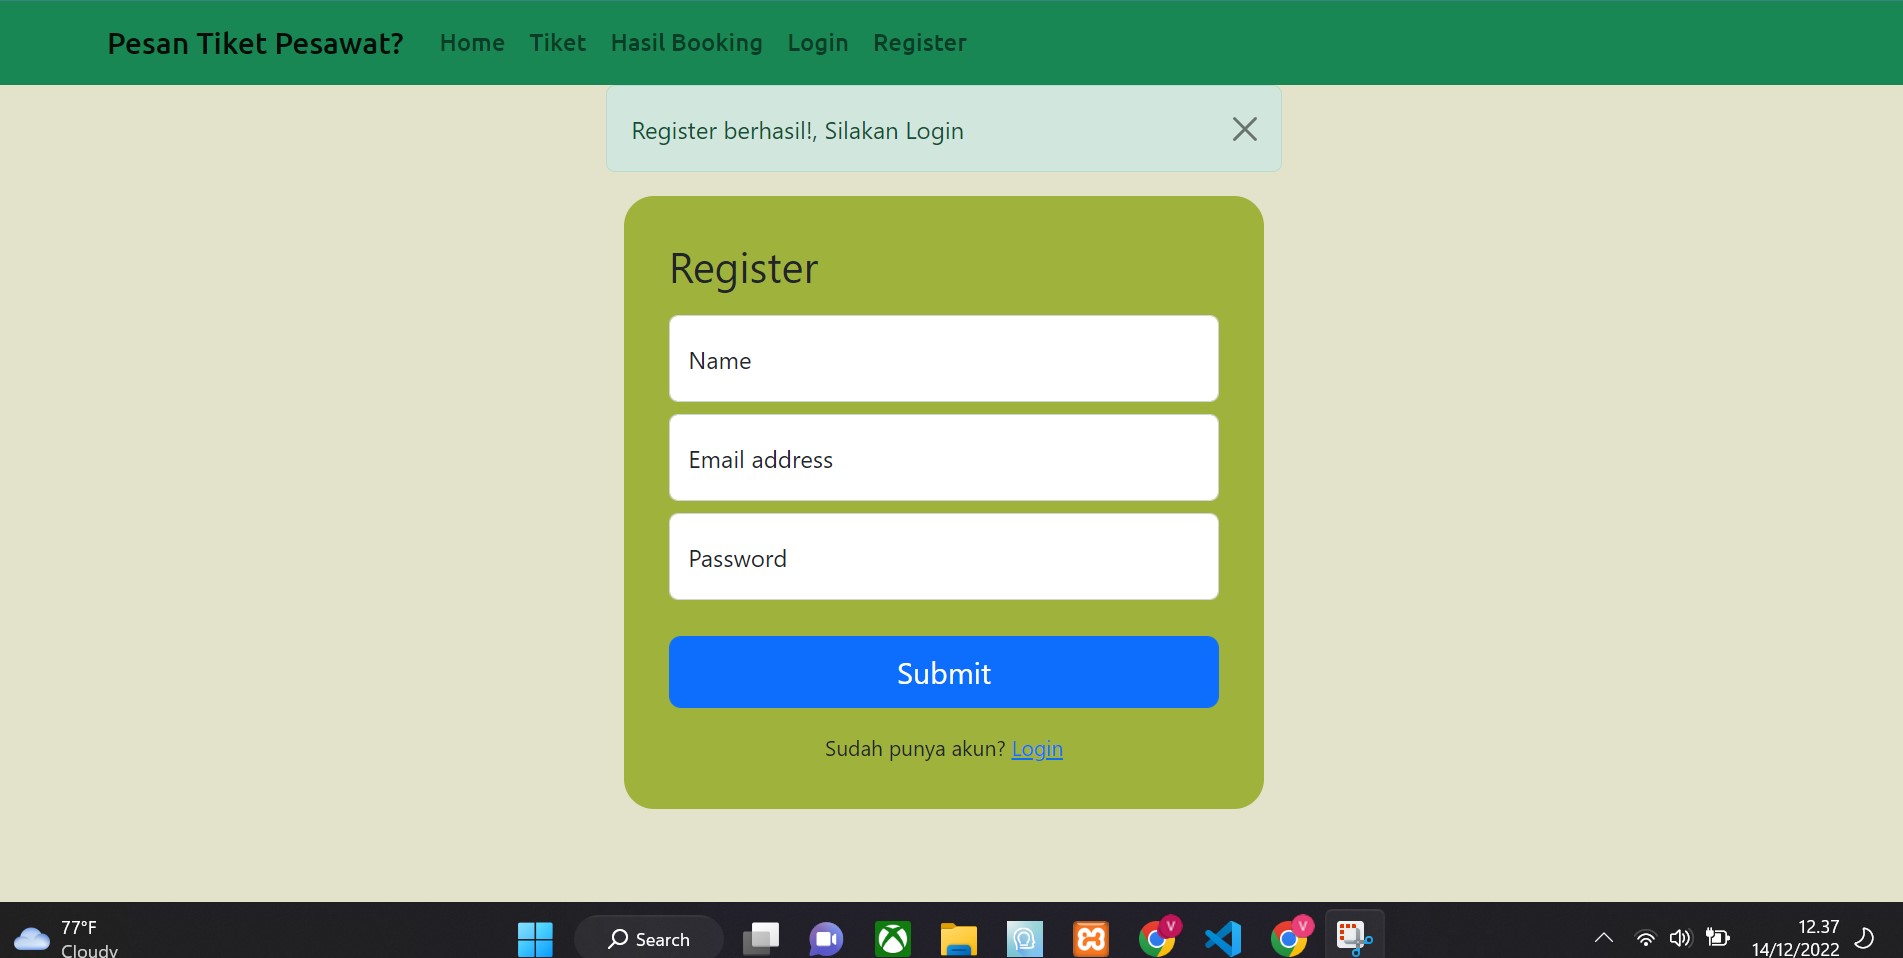 Pesan Tiket Pesawat? Home Tiket Hasil Booking Login Register
Register berhasil!, Silakan Login
Register
Name
Email address
Password
Submit
Sudah punya akun? Login
77°F
Cloudy
Search
V
V
12.37
14/12/2022